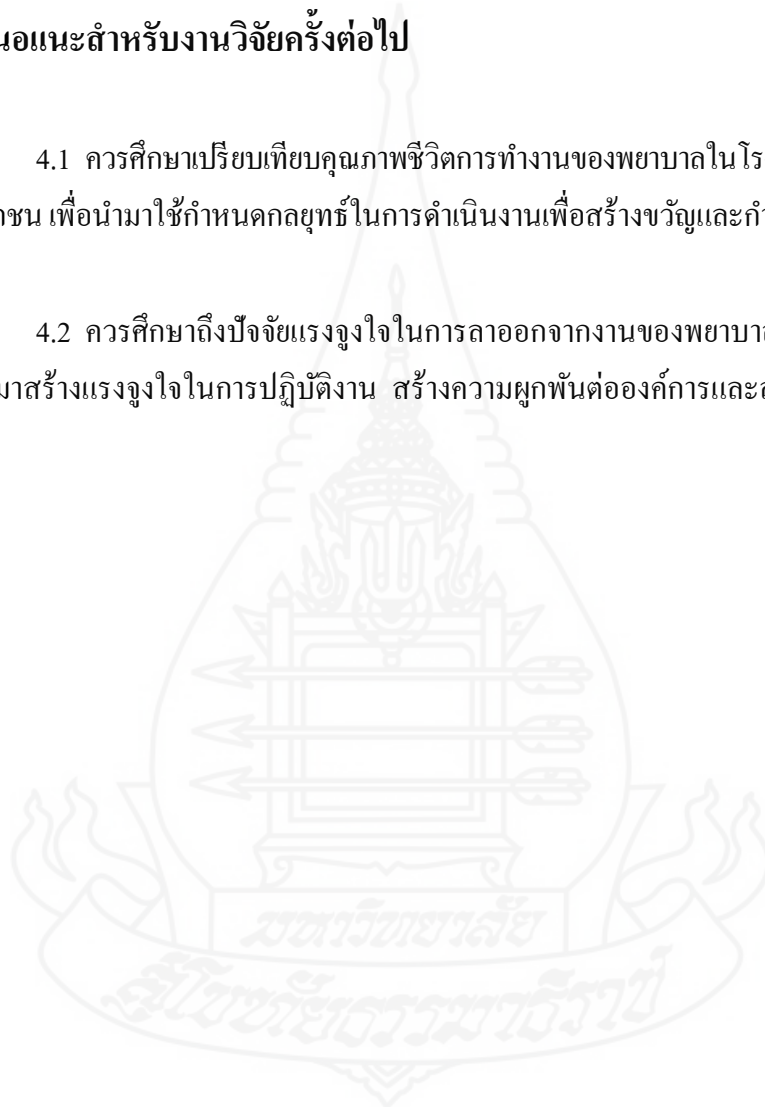 นอแนะสำหรับงานวิจัยครั้งต่อไป
4.1 ควรศึกษาเปรียบเทียบคุณภาพชีวิตการทำงานของพยาบาลในโร
กชน เพื่อนำมาใช้กำหนดกลยุทธ์ในการดำเนินงานเพื่อสร้างขวัญและกำ
4.2 ควรศึกษาถึงปัจจัยแรงจูงใจในการลาออกจากงานของพยาบาล
มาสร้างแรงจูงใจในการปฏิบัติงาน สร้างความผูกพันต่อองค์การและล
มหาวิทยาลัย
สุโขทัยธรรมาธิราช